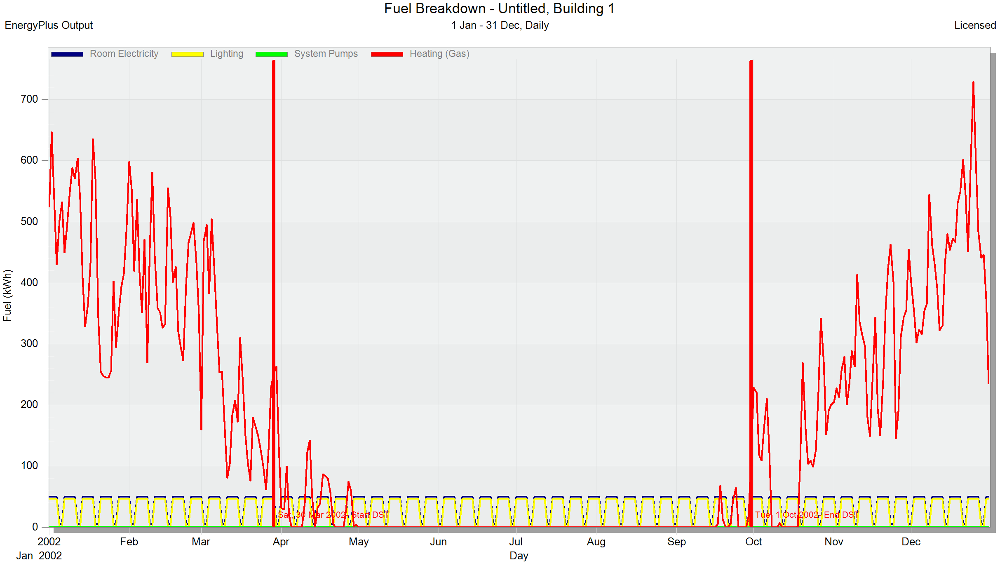 Fuel Breakdown - Untitled, Building 1
EnergyPlus Output
1 Jan - 31 Dec, Daily
Licensed
Room Electricity
Lighting
System Pumps
Heating (Gas)
700
600
500
400
300
200
100
0
Fuel (kWh)
Sat, 30 Mar 2002- Start DST
Tue, 1 Oct 2002- End DST
2002
Feb
Mar
Apr
May
Jun
Jul
Aug
Sep
Oct
Nov
Dec
Jan 2002
Day